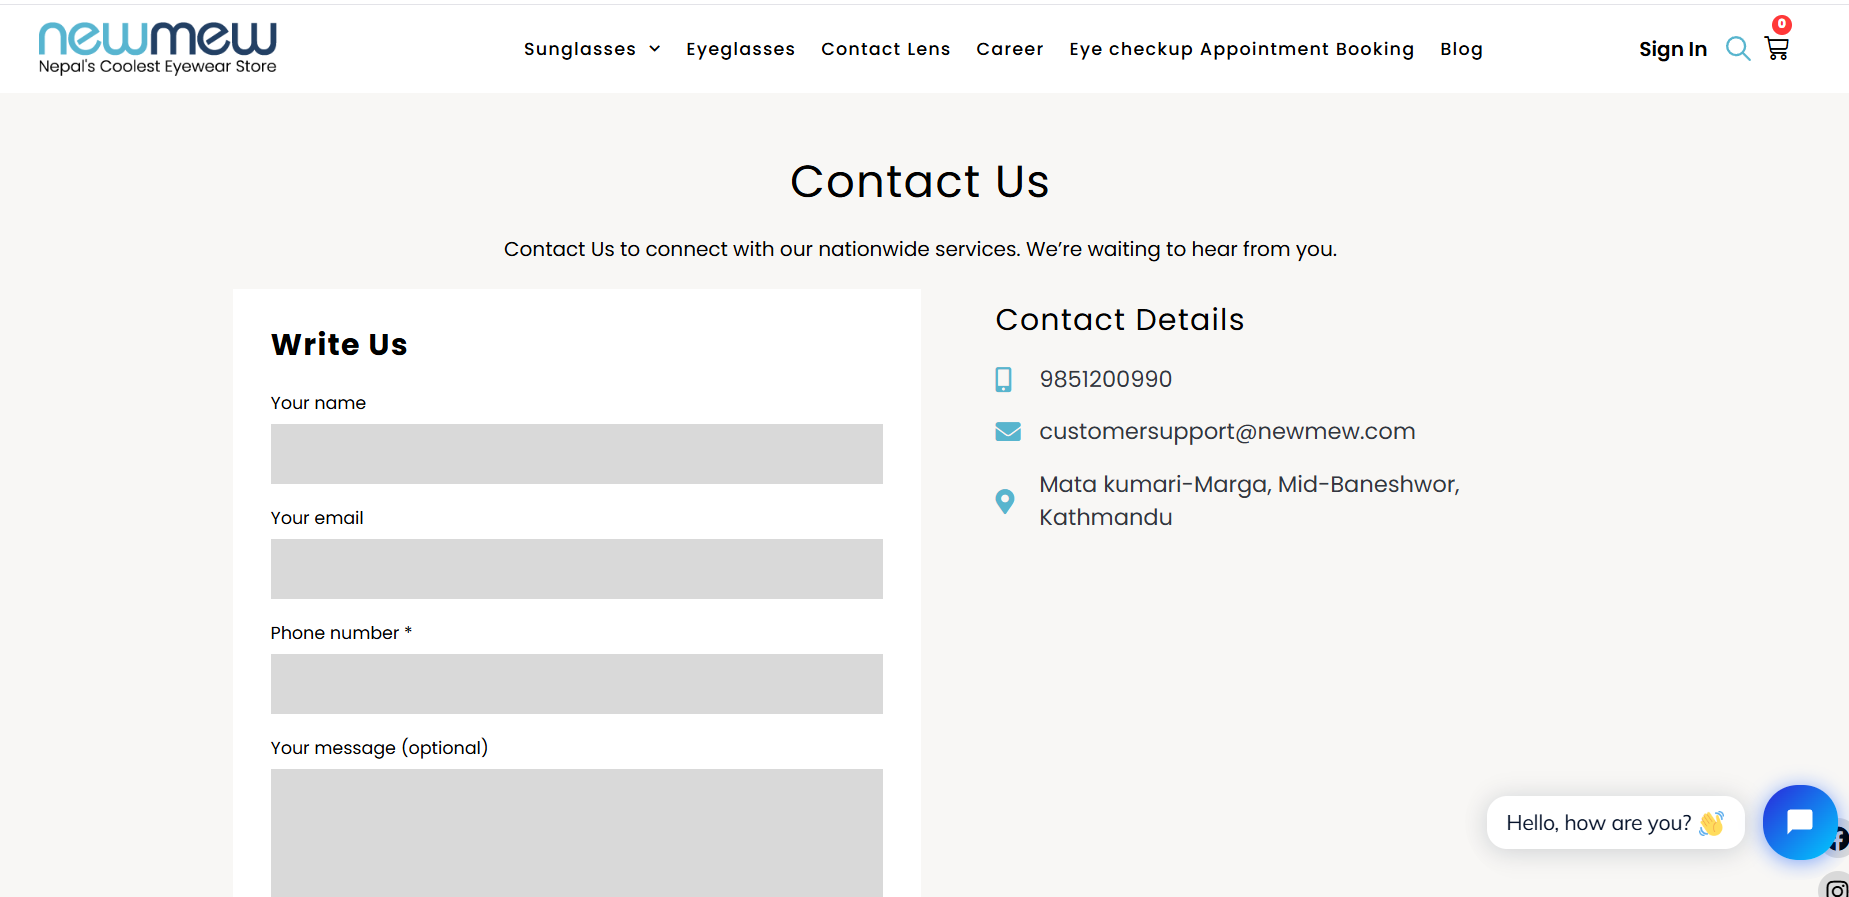 newmew
Nepal's Coolest Eyewear Store
Sunglasses Eyeglasses Contact Lens Career Eye checkup Appointment Booking Blog
Sign In
0
Contact Us
Contact Us to connect with our nationwide services. We’re waiting to hear from you.
Write Us
Your name
Your email
Phone number *
Your message (optional)
Contact Details
9851200990
customersupport@newmew.com
Mata kumari-Marga, Mid-Baneshwor,
Kathmandu
Hello, how are you? 👋